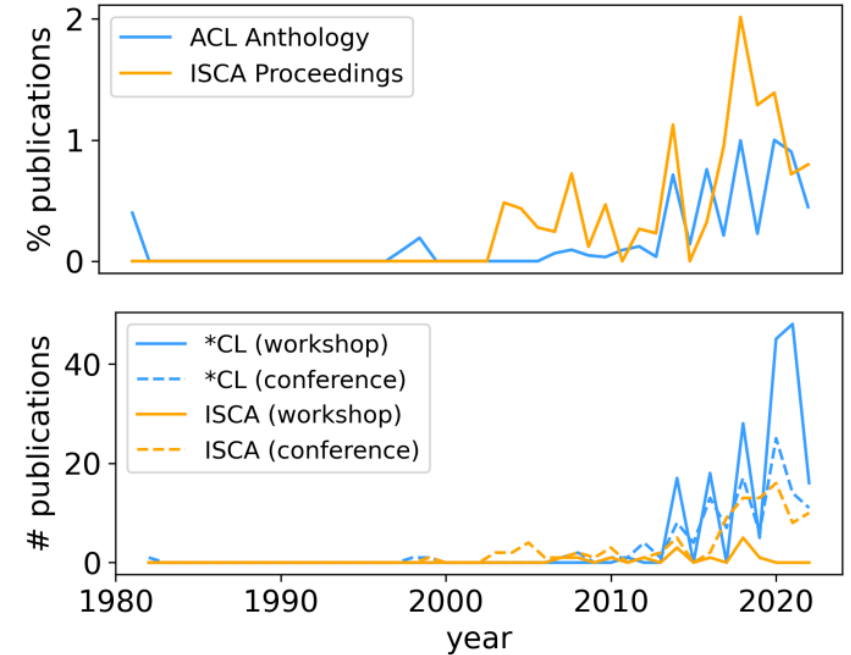 % publications
2
1
0
ACL Anthology
ISCA Proceedings
# publications
40
20
0
*CL (workshop)
*CL (conference)
ISCA (workshop)
ISCA (conference)
1980 1990 2000 2010 2020
year